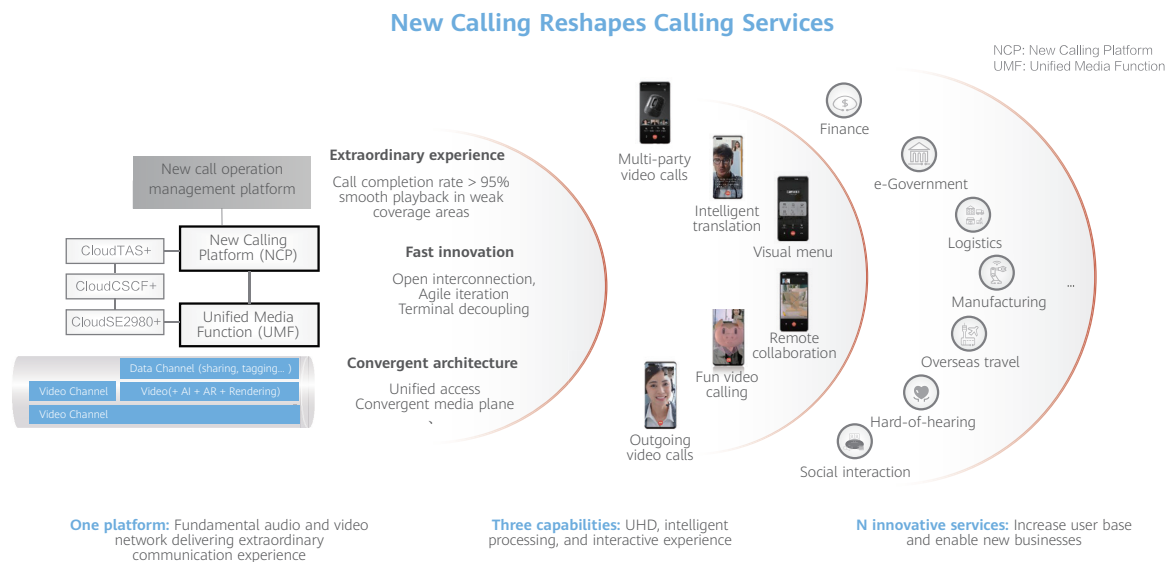 New Calling Reshapes Calling Services
NCP: New Calling Platform
UMF: Unified Media Function
New call operation
management platform
CloudTAS+
CloudCSCF+
CloudSE2980+
New Calling
Platform (NCP)
Unified Media
Function (UMF)
Data Channel (sharing, tagging... )
Video Channel
Video(+ AI + AR + Rendering)
Video Channel
Extraordinary experience
Call completion rate > 95%
smooth playback in weak
coverage areas
Fast innovation
Open interconnection,
Agile iteration
Terminal decoupling
Convergent architecture
Unified access
Convergent media plane
、
Multi-party
video calls
Intelligent
translation
Visual menu
Remote
collaboration
Fun video
calling
Outgoing
video calls
Finance
e-Government
Logistics
Manufacturing
...
Overseas travel
Hard-of-hearing
Social interaction
One platform: Fundamental audio and video
network delivering extraordinary
communication experience
Three capabilities: UHD, intelligent
processing, and interactive experience
N innovative services: Increase user base
and enable new businesses